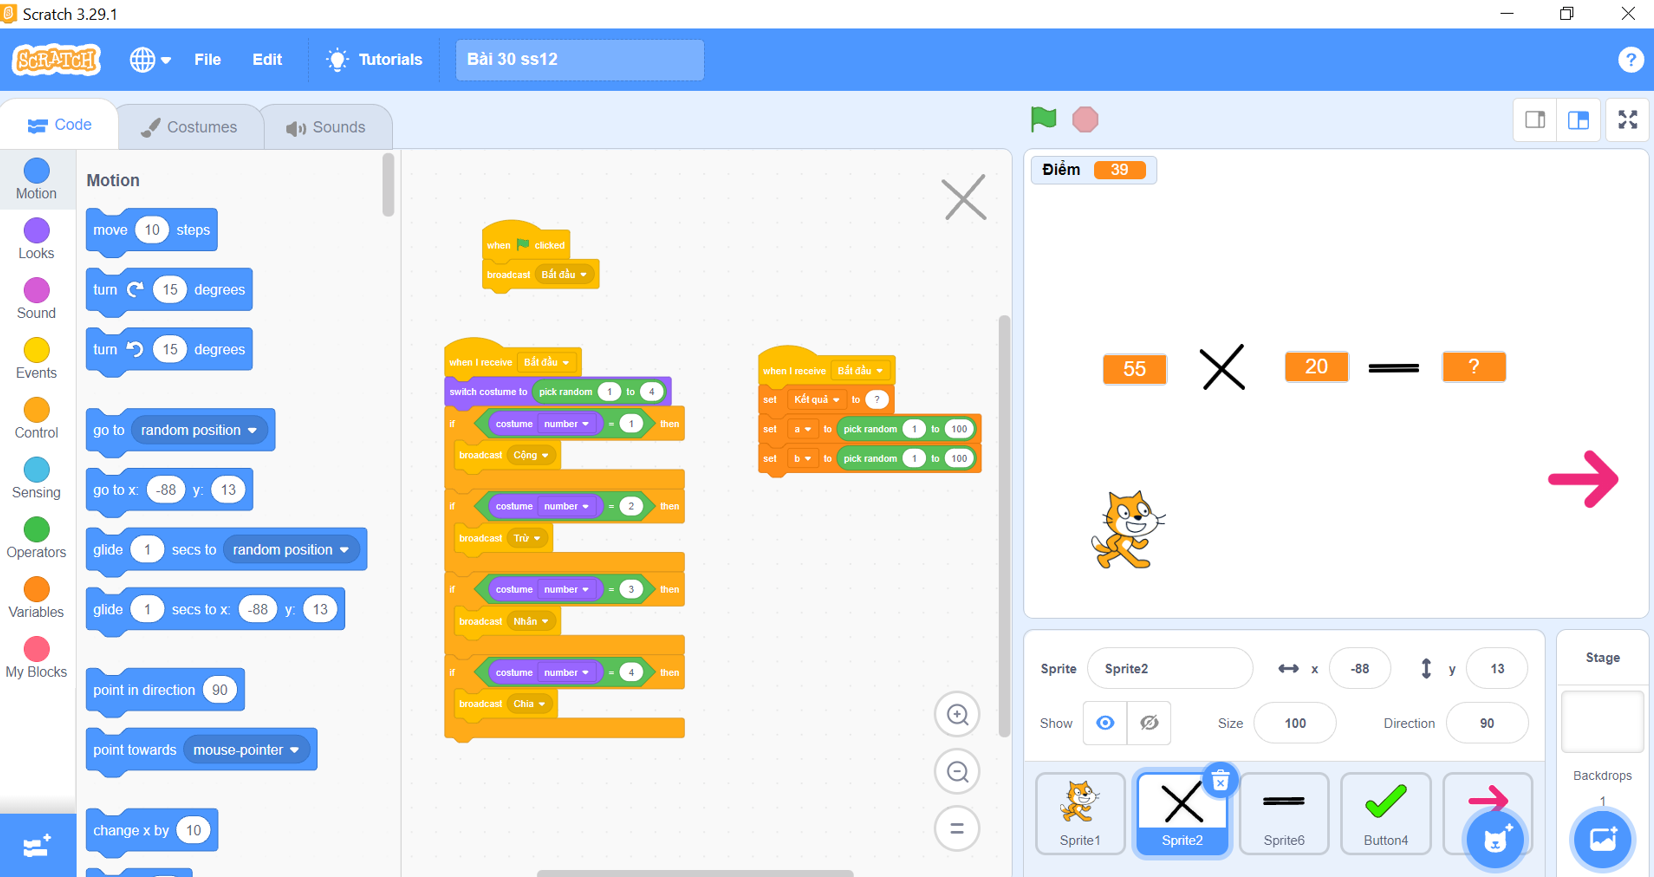 Scratch 3.29.1
SCRATCH File Edit Tutorials Bài 30 ss12 ?
Code Costumes Sounds
Motion
Looks
Sound
Events
Control
Sensing
Operators
Variables
My Blocks
Motion
move 10 steps
turn 15 degrees
turn 15 degrees
go to random position
go to x: -88 y: 13
glide 1 secs to random position
glide 1 secs to x: -88 y: 13
point in direction 90
point towards mouse-pointer
change x by 10
when clicked
broadcast Bắt đầu
when I receive Bắt đầu
switch costume to pick random 1 to 4
if costume number = 1 then
broadcast Cộng
if costume number = 2 then
broadcast Trừ
if costume number = 3 then
broadcast Nhân
if costume number = 4 then
broadcast Chia
when I receive Bắt đầu
set Kết quả to ?
set a to pick random 1 to 100
set b to pick random 1 to 100
Điểm 39
55 20 ?
Sprite Sprite2 x -88 y 13
Show Size 100 Direction 90
Sprite1
Sprite2
Sprite6
Button4
Stage
Backdrops
1